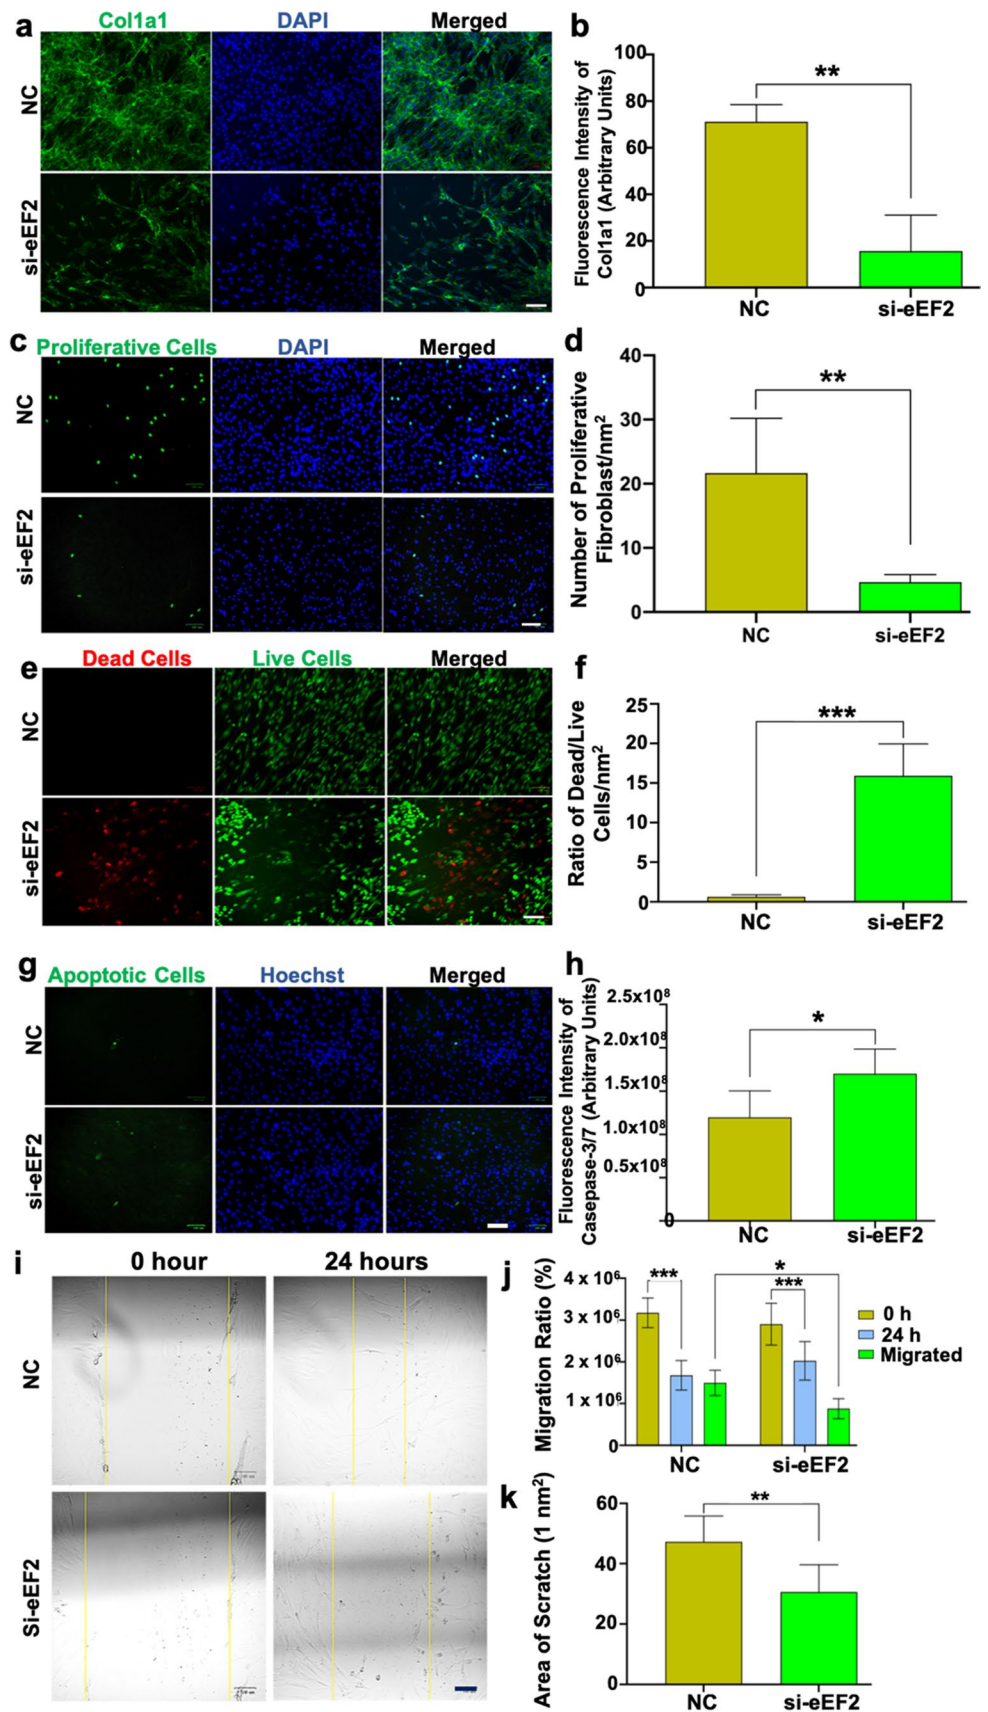 a
Col1a1
DAPI
Merged
NC
si-eEF2
b
Fluorescence Intensity of
Col1a1 (Arbitrary Units)
100
80
60
40
20
0
**
NC
si-eEF2
c
Proliferative Cells
DAPI
Merged
NC
si-eEF2
d
Number of Proliferative
Fibroblast/nm²
40
30
20
10
0
**
NC
si-eEF2
e
Dead Cells
Live Cells
Merged
NC
si-eEF2
f
Ratio of Dead/Live
Cells/nm²
25
20
15
10
5
0
***
NC
si-eEF2
g
Apoptotic Cells
Hoechst
Merged
NC
si-eEF2
h
Fluorescence Intensity of
Casepase-3/7 (Arbitrary Units)
2.5x10⁸
2.0x10⁸
1.5x10⁸
1.0x10⁸
0.5x10⁸
0
*
NC
si-eEF2
i
0 hour
24 hours
NC
Si-eEF2
j
Migration Ratio (%)
4 x 10⁶
3 x 10⁶
2 x 10⁶
1 x 10⁶
0
***
*
***
NC
si-eEF2
0 h
24 h
Migrated
k
Area of Scratch (1 nm²)
60
40
20
0
**
NC
si-eEF2